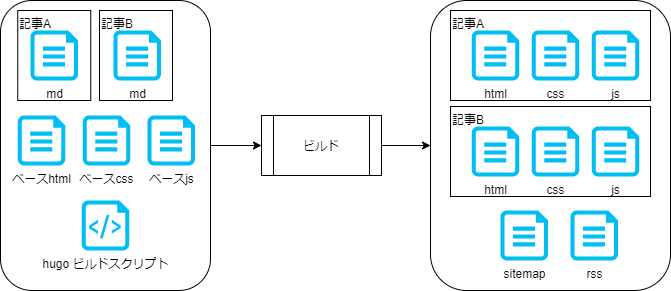 記事A
記事B
md
md
ベースhtml
ベースcss
ベースjs
</>
hugo ビルドスクリプト
ビルド
記事A
html
css
js
記事B
html
css
js
sitemap
rss